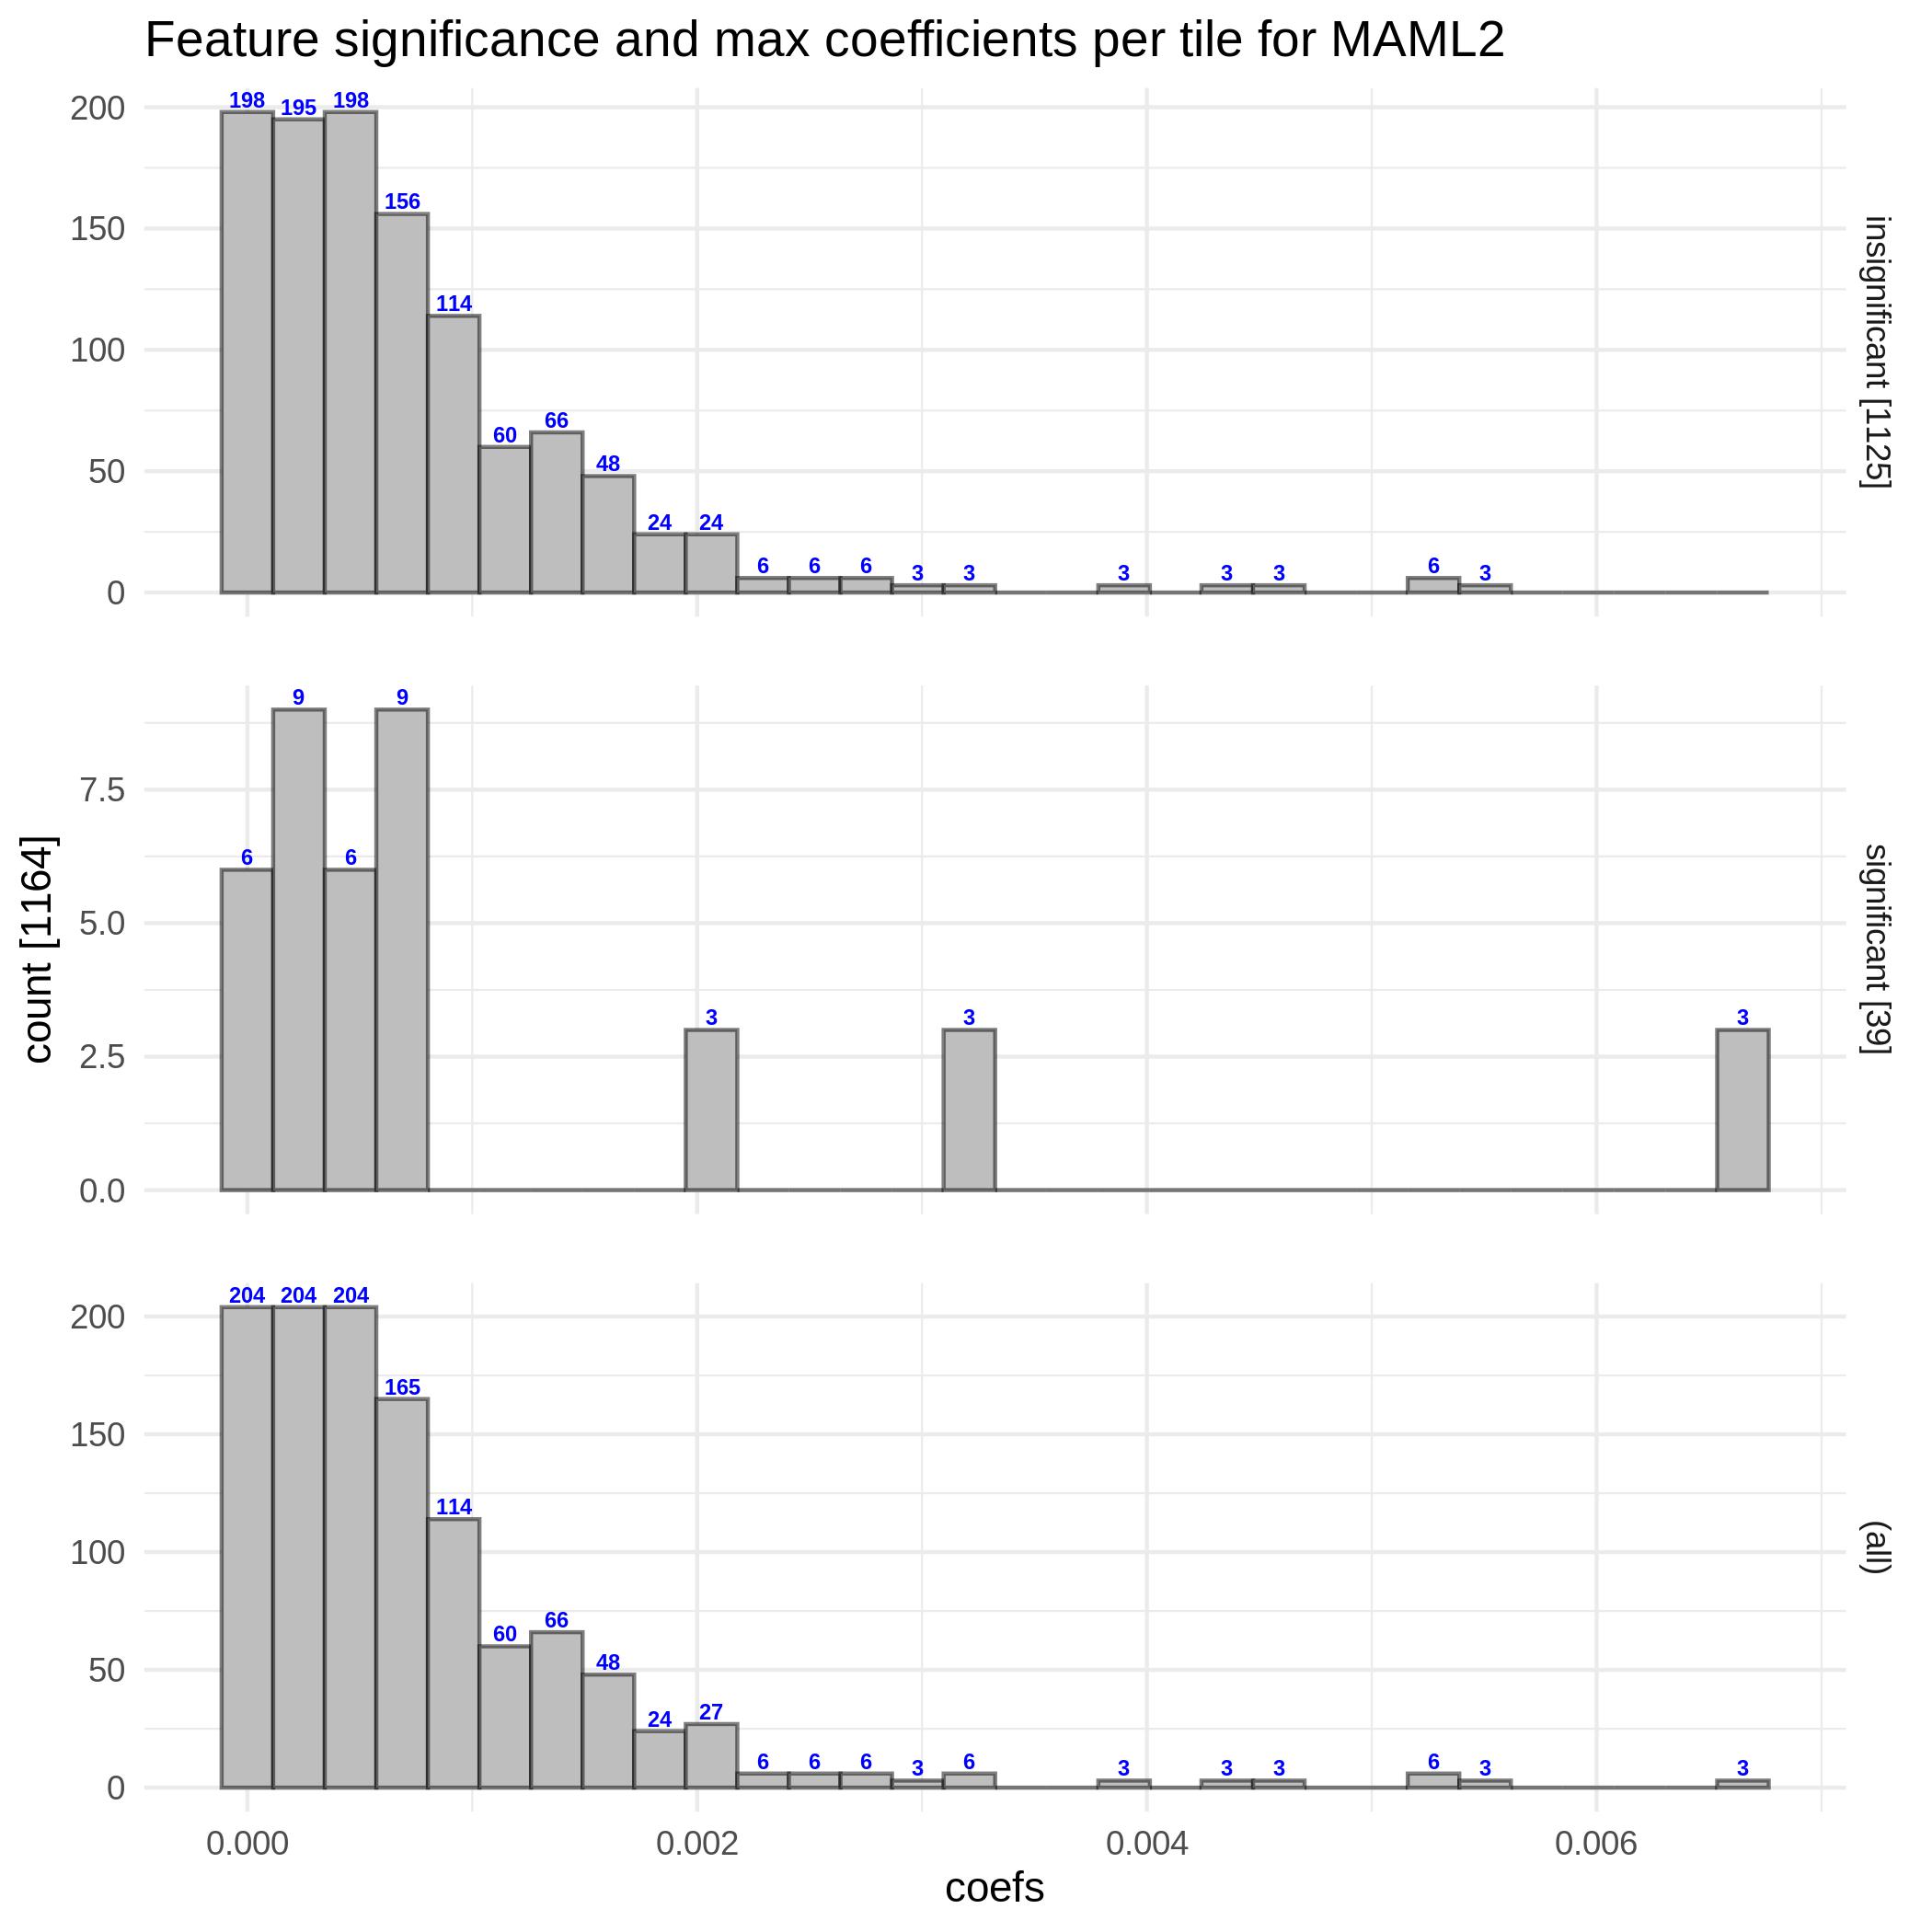 Feature significance and max coefficients per tile for MAML2
200
150
100
50
0
198 195 198 156 114 60 66 48 24 24 6 6 6 3 3 3 3 3 6 3
insignificant [1125]
count [1164]
7.5
5.0
2.5
0.0
6 9 6 9 3 3 3
significant [39]
200
150
100
50
0
204 204 204 165 114 60 66 48 24 27 6 6 6 3 6 3 3 3 6 3 3
(all)
0.000 0.002 0.004 0.006
coefs